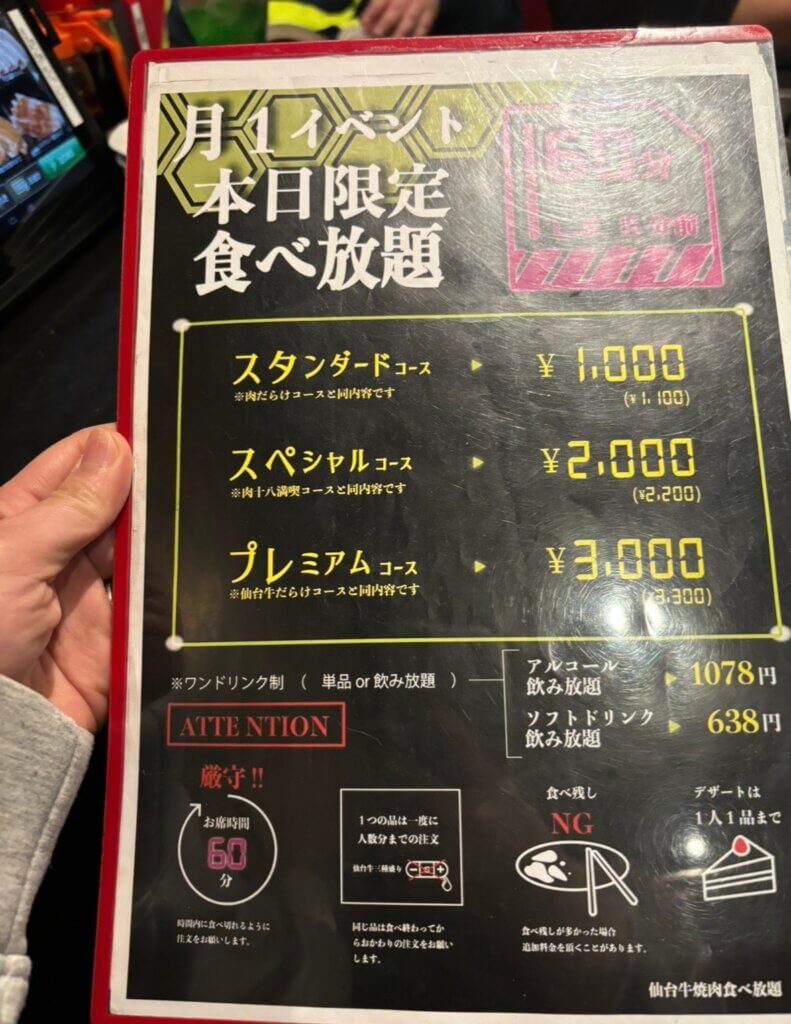 月1イベント
本日限定
食べ放題
60分
スタンダードコース ▶ ¥1,000
(¥1,100)
※肉だらけコースと同内容です
スペシャルコース ▶ ¥2,000
(¥2,200)
※肉十八満喫コースと同内容です
プレミアムコース ▶ ¥3,000
3,300)
※仙台牛だらけコースと同内容です
※ワンドリンク制 ( 単品 or 飲み放題 )
アルコール
飲み放題 ▶ 1078円
ソフトドリンク
飲み放題 ▶ 638円
ATTENTION
厳守!!
お席時間
60
分
時間内に食べ切れるように
注文をお願いします。
1つの品は一度に
人数分までの注文
仙台牛三種盛り
同じ品は食べ終わってか
らおかわりの注文をお願い
します。
食べ残し
NG
食べ残しが多かった場合
追加料金を頂くことがあります。
デザートは
1人1品まで
仙台牛焼肉食べ放題